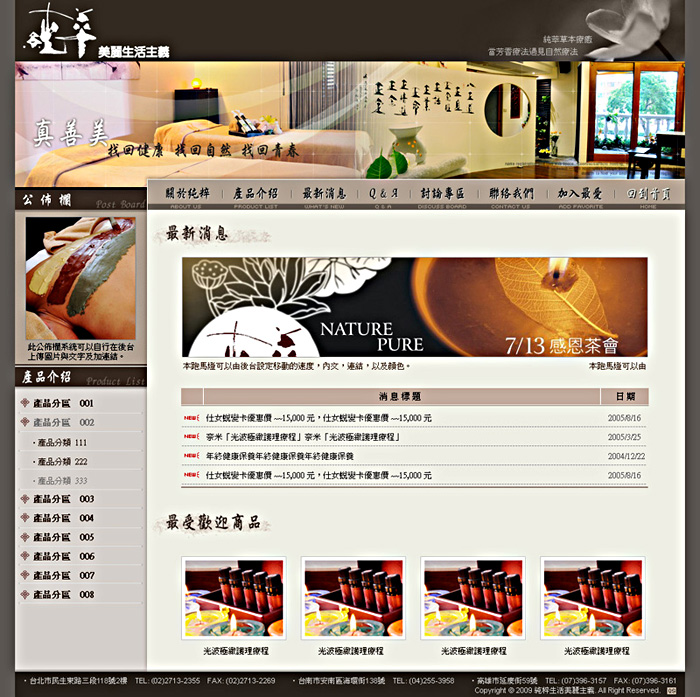 美麗生活主義
純萃草本療癒
當芳香療法遇見自然療法
真善美
找回健康 找回自然 找回青春
公佈欄 Post Board
關於純粹 產品介紹 最新消息 Q & A 討論專區 聯絡我們 加入最愛 回到首頁
ABOUT US PRODUCT LIST WHAT'S NEW Q & A DISCUSS BOARD CONTACT US ADD FAVORITE HOME
最新消息
此公佈欄系統可以自行在後台
上傳圖片與文字及加連結。
NATURE
PURE
7/13 感恩茶會
本跑馬燈可以由後台設定移動的速度,內文,連結,以及顏色。 本跑馬燈可以由
產品介紹 Product List
產品分區 001
產品分區 002
・產品分類 111
・產品分類 222
・產品分類 333
產品分區 003
產品分區 004
產品分區 005
產品分區 006
產品分區 007
產品分區 008
消息標題 日期
NEW 仕女蛻變卡優惠價 ---15,000 元,仕女蛻變卡優惠價 ---15,000 元 2005/8/16
NEW 奈米「光波極緻護理療程」奈米「光波極緻護理療程」 2005/3/25
NEW 年終健康保養年終健康保養年終健康保養 2004/12/22
NEW 仕女蛻變卡優惠價 ---15,000 元,仕女蛻變卡優惠價 ---15,000 元 2005/8/16
最受歡迎商品
光波極緻護理療程 光波極緻護理療程 光波極緻護理療程 光波極緻護理療程
・台北市民生東路三段118號2樓 TEL: (02)2713-2355 FAX: (02)2713-2269 ・台南市安南區海環街138號 TEL: (04)255-3958 ・高雄市延慶街59號 TEL: (07)396-3157 FAX: (07)396-3161
Copyright © 2009 純粹生活美麗主義. All Right Reserved.